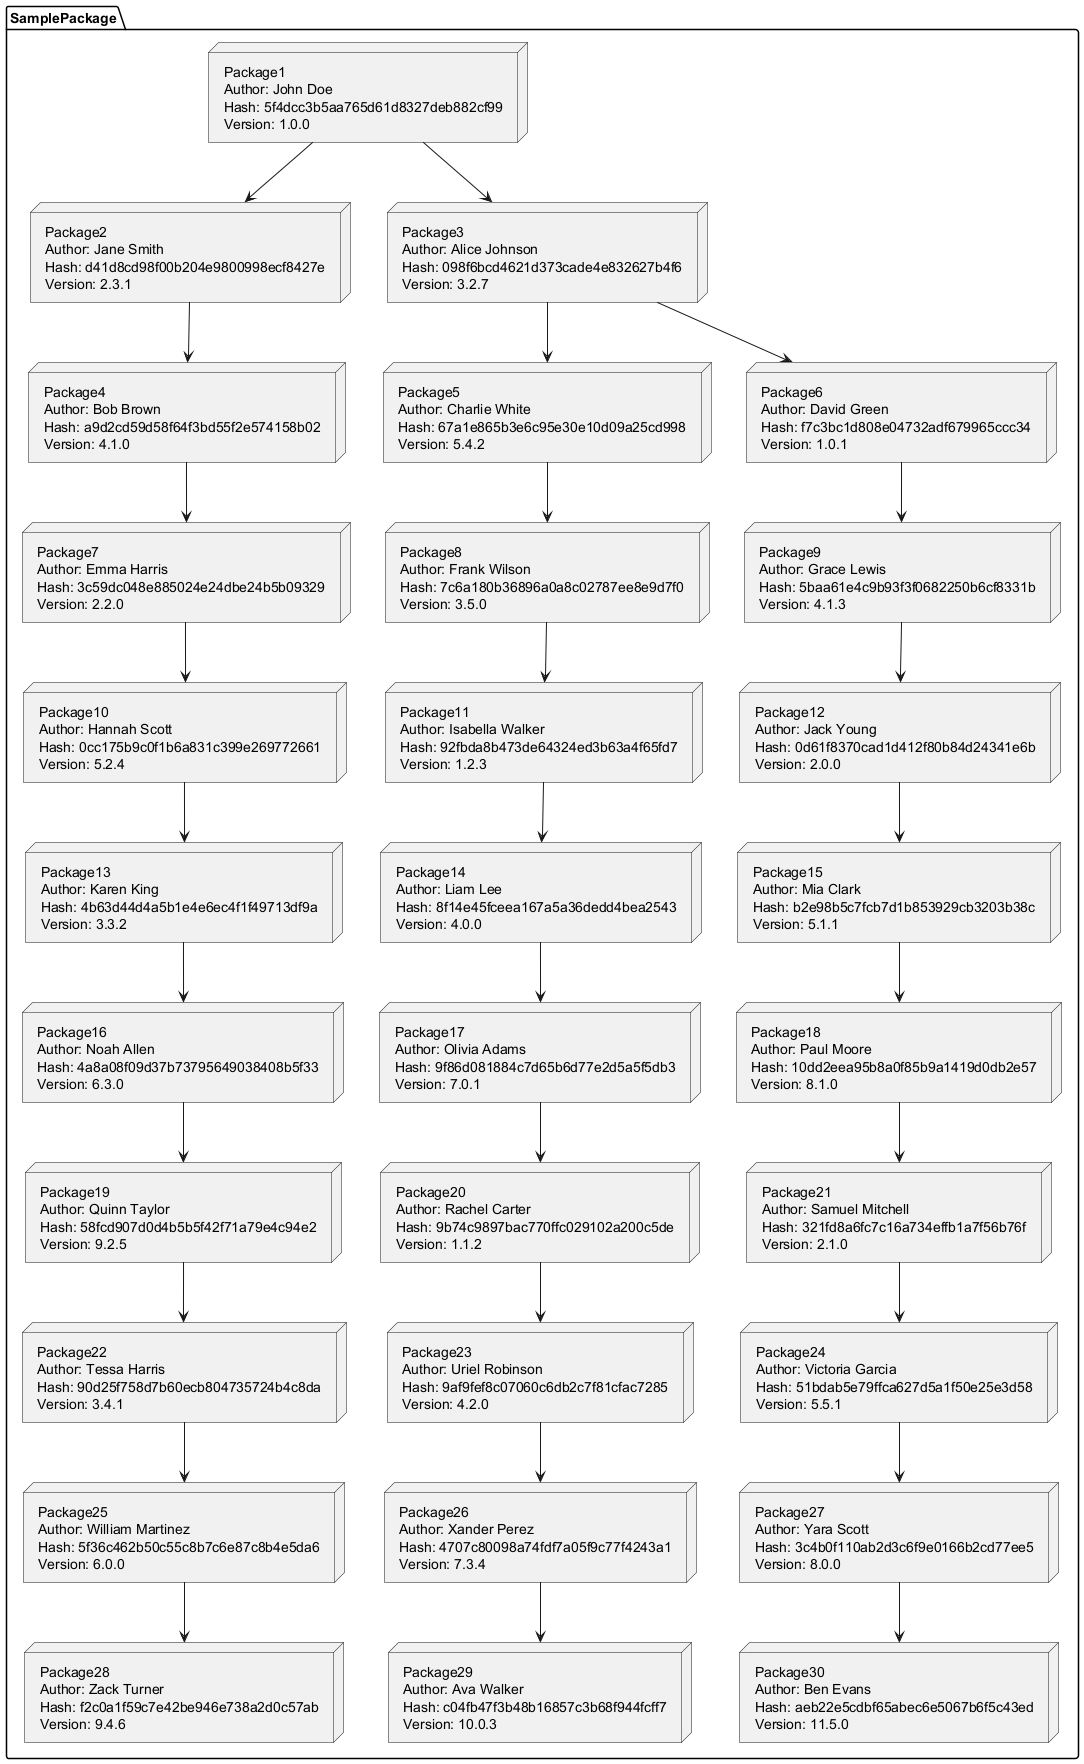 SamplePackage
Package1
Author: John Doe
Hash: 5f4dcc3b5aa765d61d8327deb882cf99
Version: 1.0.0
Package2
Author: Jane Smith
Hash: d41d8cd98f00b204e9800998ecf8427e
Version: 2.3.1
Package3
Author: Alice Johnson
Hash: 098f6bcd4621d373cade4e832627b4f6
Version: 3.2.7
Package4
Author: Bob Brown
Hash: a9d2cd59d58f64f3bd55f2e574158b02
Version: 4.1.0
Package5
Author: Charlie White
Hash: 67a1e865b3e6c95e30e10d09a25cd998
Version: 5.4.2
Package6
Author: David Green
Hash: f7c3bc1d808e04732adf679965ccc34
Version: 1.0.1
Package7
Author: Emma Harris
Hash: 3c59dc048e885024e24dbe24b5b09329
Version: 2.2.0
Package8
Author: Frank Wilson
Hash: 7c6a180b36896a0a8c02787ee8e9d7f0
Version: 3.5.0
Package9
Author: Grace Lewis
Hash: 5baa61e4c9b93f3f0682250b6cf8331b
Version: 4.1.3
Package10
Author: Hannah Scott
Hash: 0cc175b9c0f1b6a831c399e269772661
Version: 5.2.4
Package11
Author: Isabella Walker
Hash: 92fbda8b473de64324ed3b63a4f65fd7
Version: 1.2.3
Package12
Author: Jack Young
Hash: 0d61f8370cad1d412f80b84d24341e6b
Version: 2.0.0
Package13
Author: Karen King
Hash: 4b63d44d4a5b1e4e6ec4f1f49713df9a
Version: 3.3.2
Package14
Author: Liam Lee
Hash: 8f14e45fceea167a5a36dedd4bea2543
Version: 4.0.0
Package15
Author: Mia Clark
Hash: b2e98b5c7fcb7d1b853929cb3203b38c
Version: 5.1.1
Package16
Author: Noah Allen
Hash: 4a8a08f09d37b73795649038408b5f33
Version: 6.3.0
Package17
Author: Olivia Adams
Hash: 9f86d081884c7d65b6d77e2d5a5f5db3
Version: 7.0.1
Package18
Author: Paul Moore
Hash: 10dd2eea95b8a0f85b9a1419d0db2e57
Version: 8.1.0
Package19
Author: Quinn Taylor
Hash: 58fcd907d0d4b5b5f42f71a79e4c94e2
Version: 9.2.5
Package20
Author: Rachel Carter
Hash: 9b74c9897bac770ffc029102a200c5de
Version: 1.1.2
Package21
Author: Samuel Mitchell
Hash: 321fd8a6fc7c16a734effb1a7f56b76f
Version: 2.1.0
Package22
Author: Tessa Harris
Hash: 90d25f758d7b60ecb804735724b4c8da
Version: 3.4.1
Package23
Author: Uriel Robinson
Hash: 9af9fef8c07060c6db2c7f81cfac7285
Version: 4.2.0
Package24
Author: Victoria Garcia
Hash: 51bdab5e79ffca627d5a1f50e25e3d58
Version: 5.5.1
Package25
Author: William Martinez
Hash: 5f36c462b50c55c8b7c6e87c8b4e5da6
Version: 6.0.0
Package26
Author: Xander Perez
Hash: 4707c80098a74fdf7a05f9c77f4243a1
Version: 7.3.4
Package27
Author: Yara Scott
Hash: 3c4b0f110ab2d3c6f9e0166b2cd77ee5
Version: 8.0.0
Package28
Author: Zack Turner
Hash: f2c0a1f59c7e42be946e738a2d0c57ab
Version: 9.4.6
Package29
Author: Ava Walker
Hash: c04fb47f3b48b16857c3b68f944fcff7
Version: 10.0.3
Package30
Author: Ben Evans
Hash: aeb22e5cdbf65abec6e5067b6f5c43ed
Version: 11.5.0